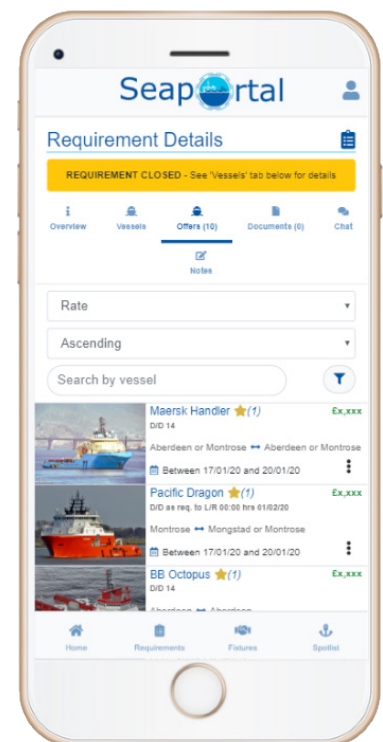 Seaportal
Requirement Details
REQUIREMENT CLOSED - See 'Vessels' tab below for details
Overview Vessels Offers (10) Documents (0) Chat
Notes
Rate
Ascending
Search by vessel
Maersk Handler (1) £x,xxx
D/D 14
Aberdeen or Montrose Aberdeen or Montrose
Between 17/01/20 and 20/01/20
Pacific Dragon (1) £x,xxx
D/D as req. to L/R 00:00 hrs 01/02/20
Montrose Mongstad or Montrose
Between 17/01/20 and 20/01/20
BB Octopus (1) £x,xxx
D/D 14
Aberdeen Aberdeen
Home Requirements Fixtures Spotlist